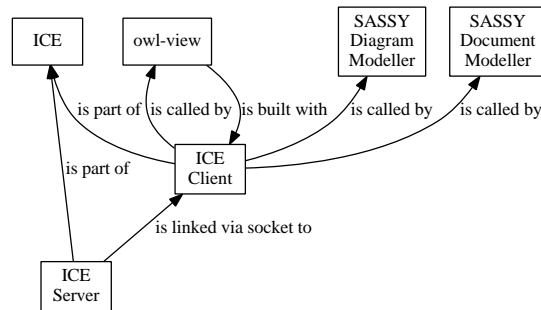 ICE
owl-view
SASSY
Diagram
Modeller
SASSY
Document
Modeller
is part of
is called by
is built with
is called by
is called by
ICE
Client
is part of
is linked via socket to
ICE
Server